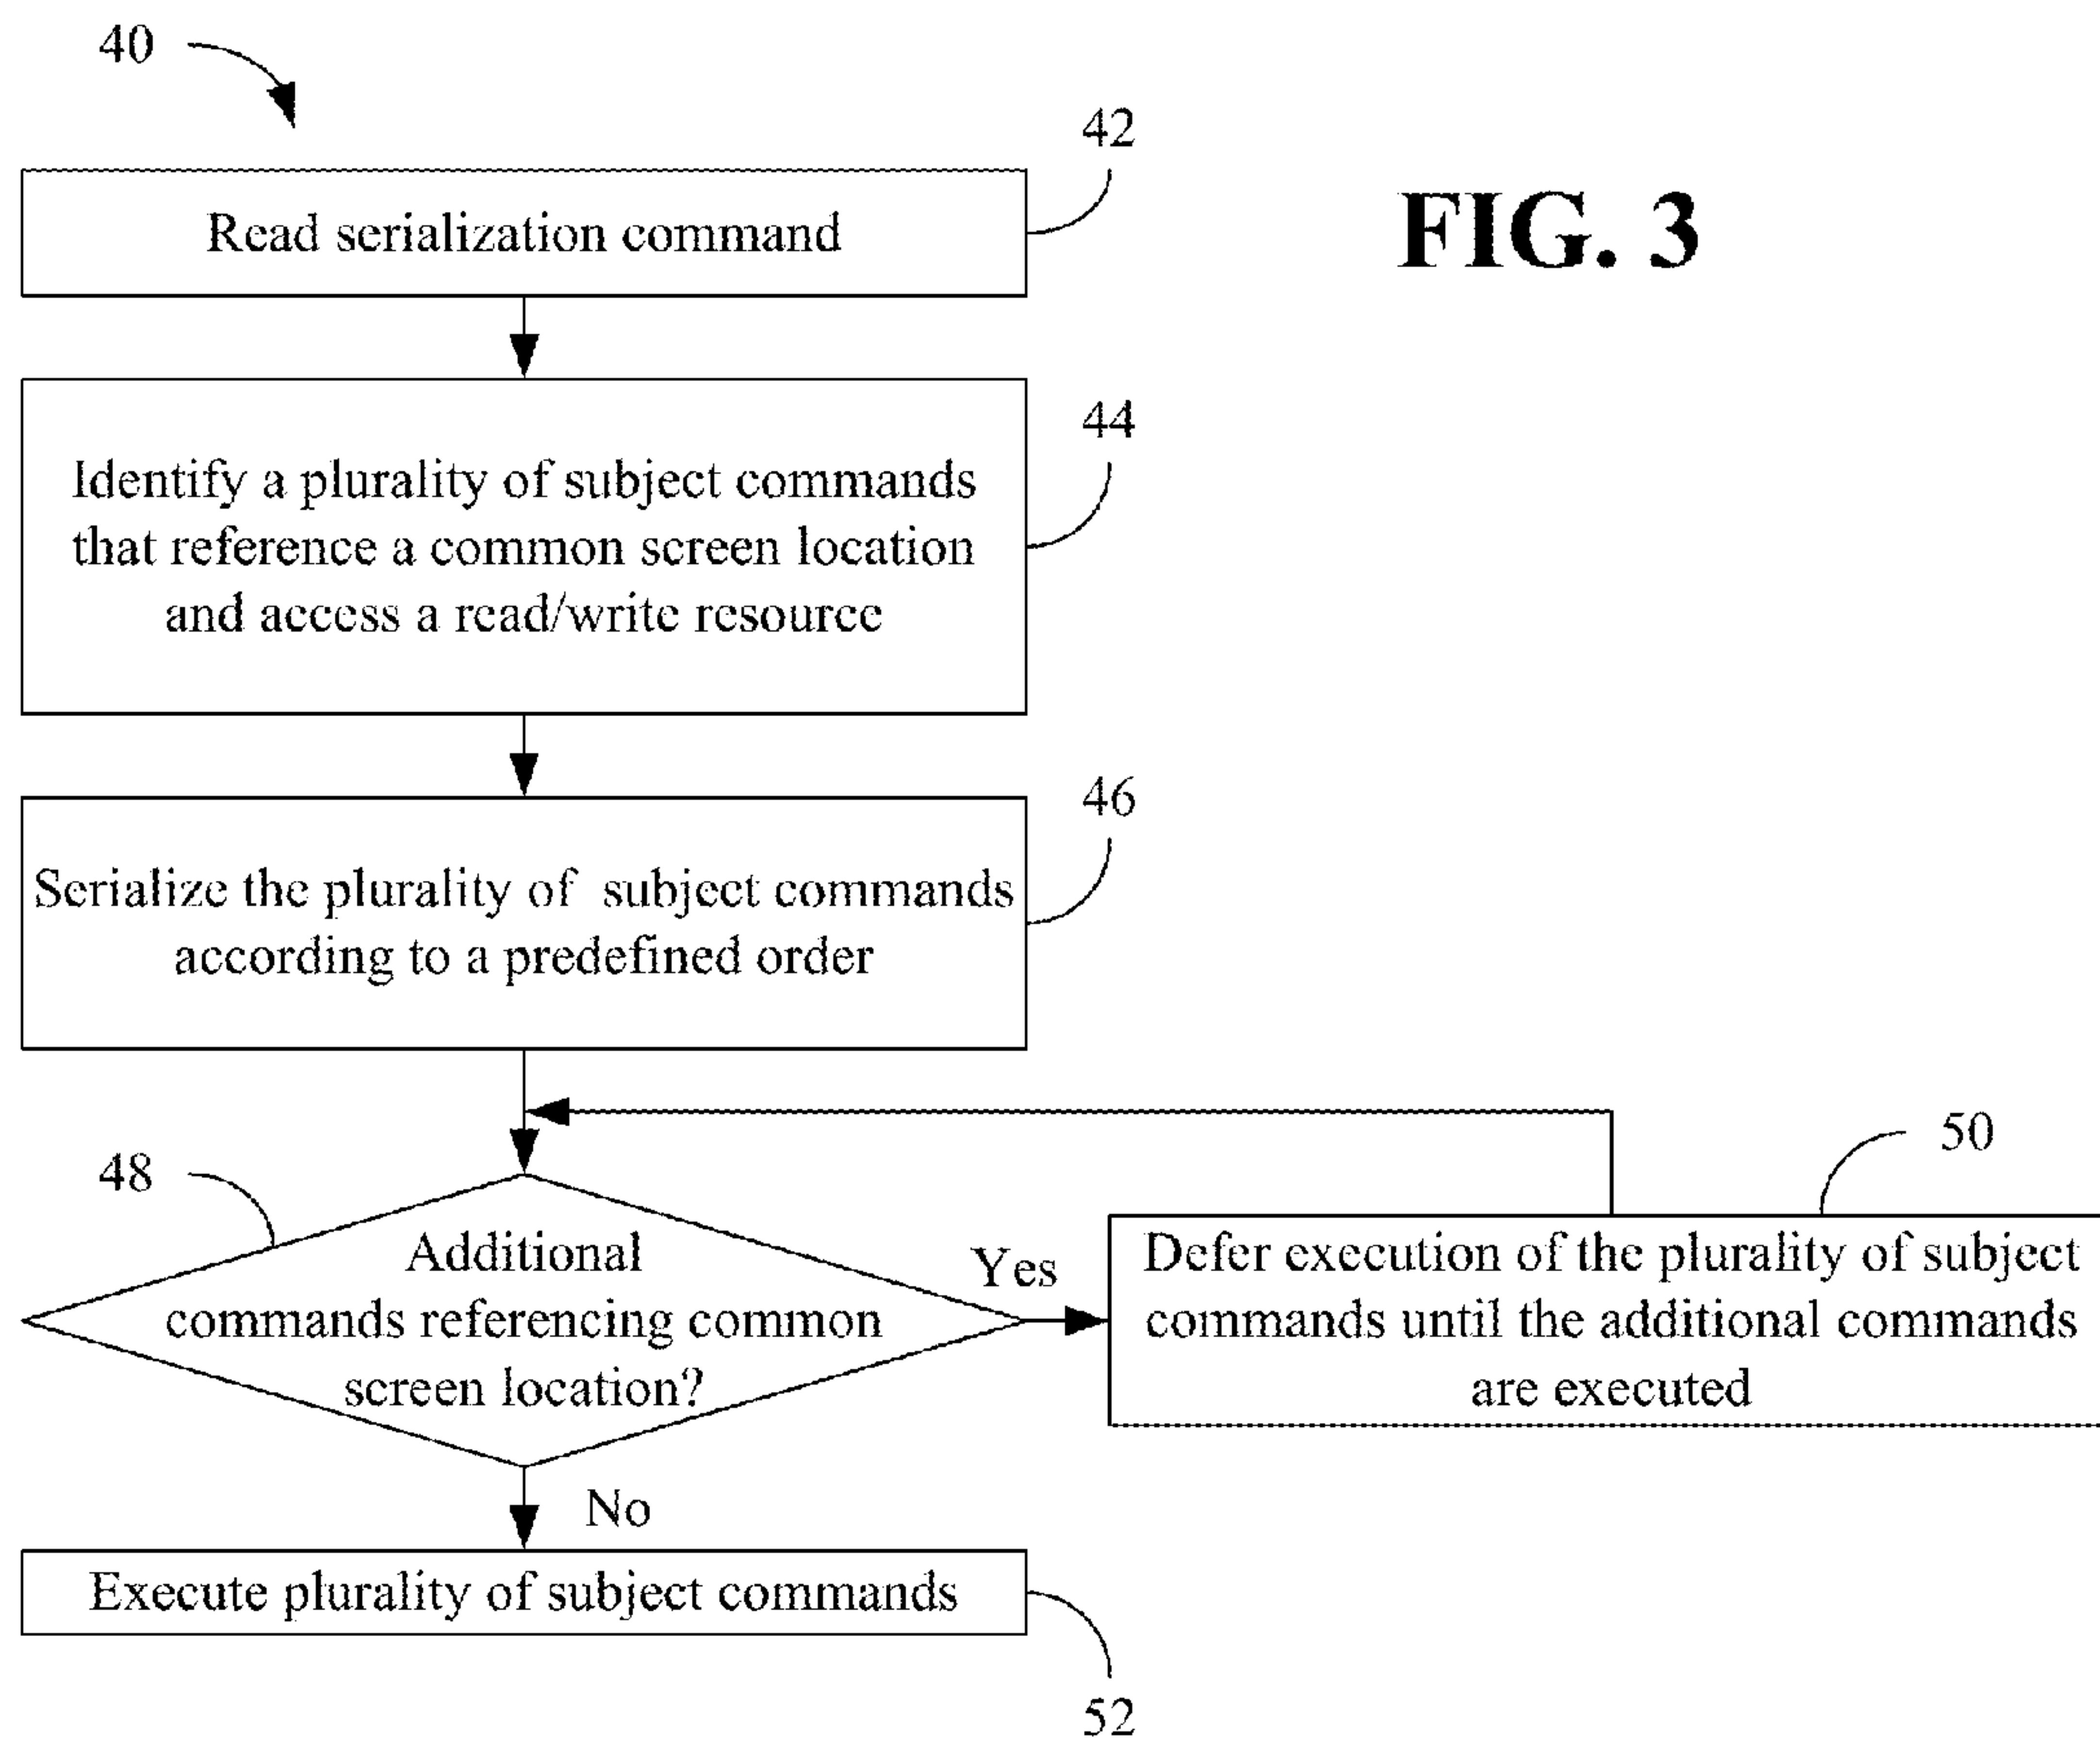 40
42
FIG. 3
Read serialization command
44
Identify a plurality of subject commands
that reference a common screen location
and access a read/write resource
46
Serialize the plurality of subject commands
according to a predefined order
48
Additional
commands referencing common
screen location?
Yes
50
Defer execution of the plurality of subject
commands until the additional commands
are executed
No
Execute plurality of subject commands
52